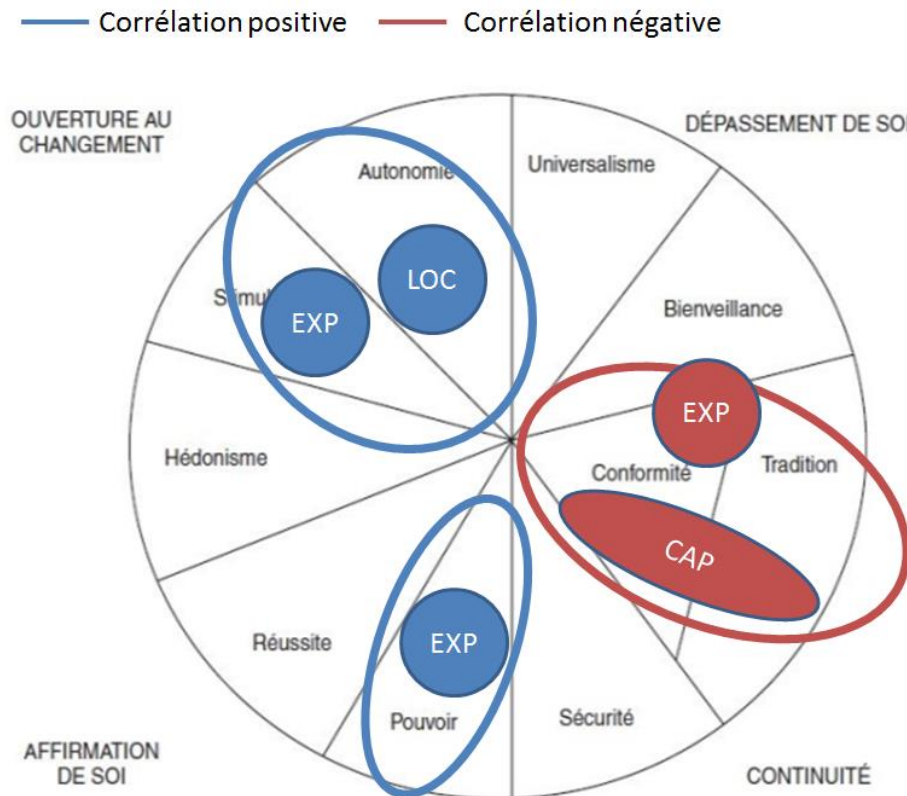 Corrélation positive
Corrélation négative
OUVERTURE AU
CHANGEMENT
DÉPASSEMENT DE SOI
Autonomie
Universalisme
LOC
Stimul
EXP
Bienveillance
EXP
Hédonisme
Conformité
Tradition
CAP
EXP
Réussite
Pouvoir
Sécurité
AFFIRMATION
DE SOI
CONTINUITÉ